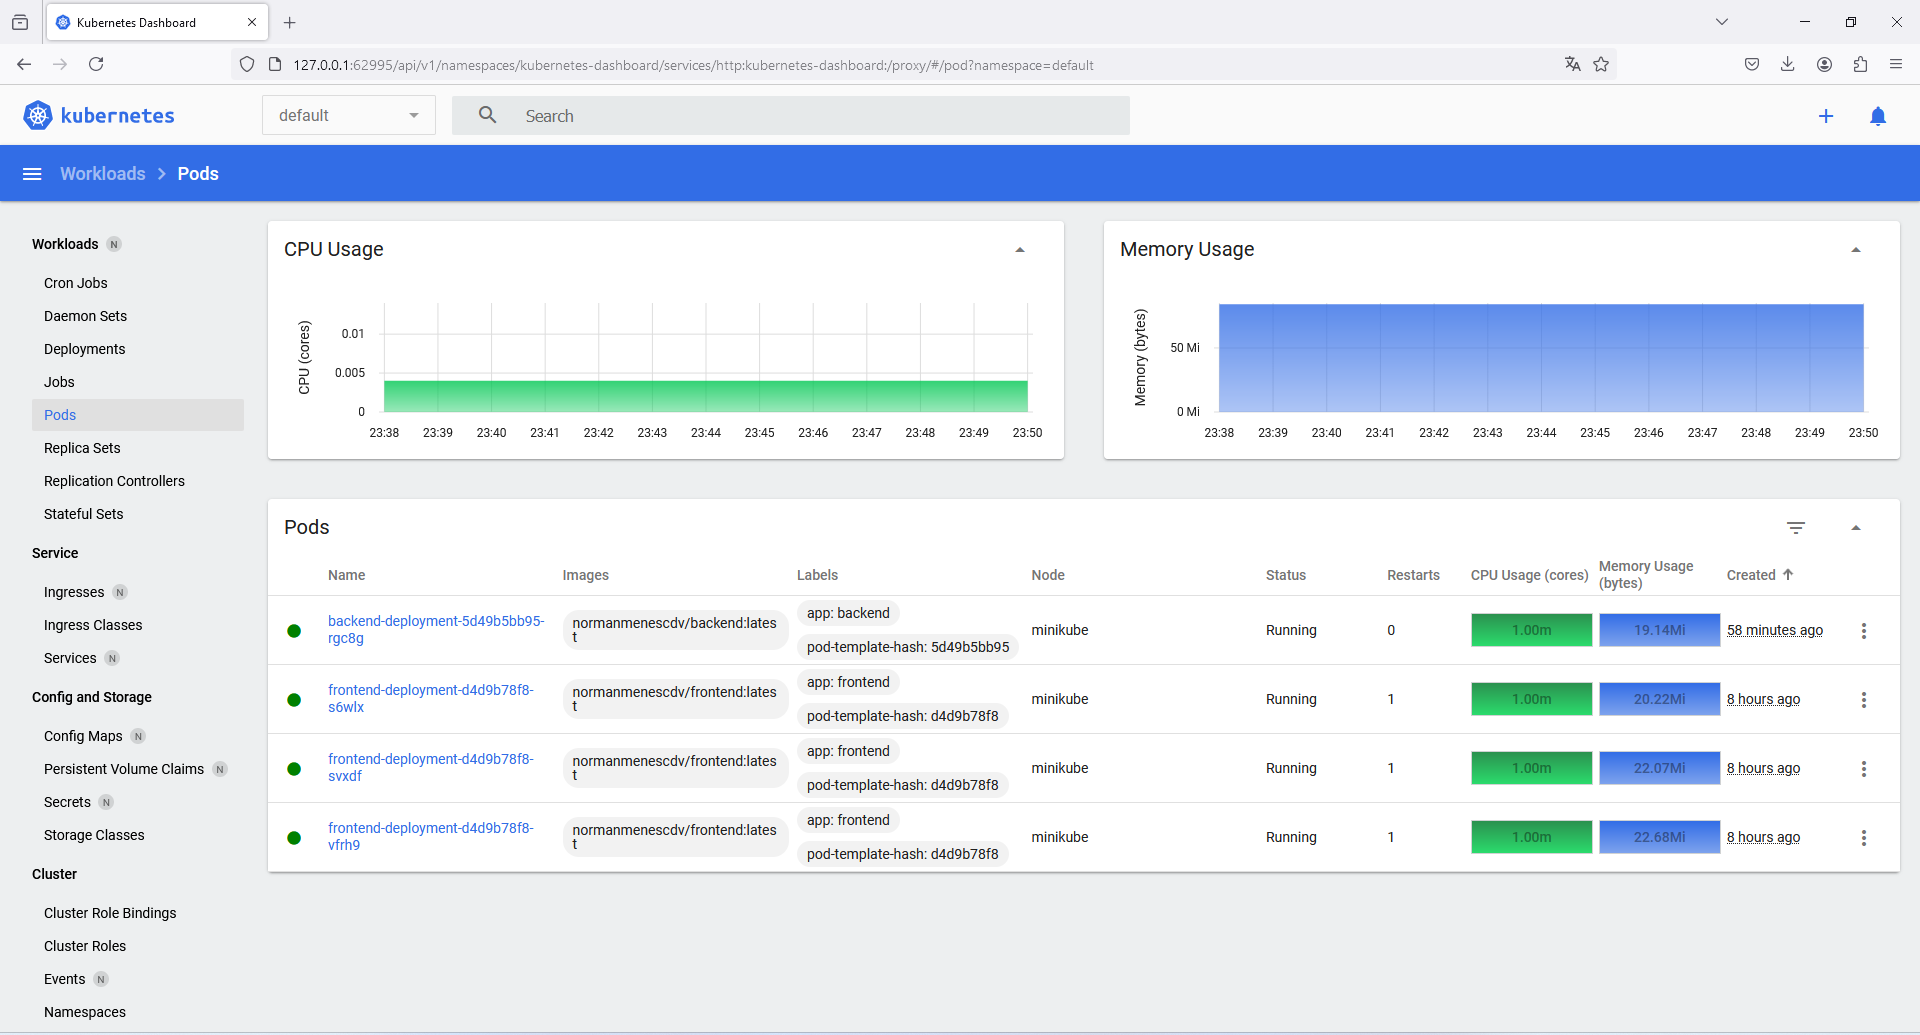 Kubernetes Dashboard
127.0.0.1:62995/api/v1/namespaces/kubernetes-dashboard/services/http:kubernetes-dashboard:/proxy/#/pod?namespace=default
kubernetes
default
Search
Workloads
Pods
Workloads N
Cron Jobs
Daemon Sets
Deployments
Jobs
Pods
Replica Sets
Replication Controllers
Stateful Sets
Service
Ingresses N
Ingress Classes
Services N
Config and Storage
Config Maps N
Persistent Volume Claims N
Secrets N
Storage Classes
Cluster
Cluster Role Bindings
Cluster Roles
Events N
Namespaces
CPU Usage
CPU (cores)
0.01
0.005
0
23:38 23:39 23:40 23:41 23:42 23:43 23:44 23:45 23:46 23:47 23:48 23:49 23:50
Memory Usage
Memory (bytes)
50 Mi
0 Mi
23:38 23:39 23:40 23:41 23:42 23:43 23:44 23:45 23:46 23:47 23:48 23:49 23:50
Pods
Name Images Labels Node Status Restarts CPU Usage (cores) Memory Usage
(bytes) Created
backend-deployment-5d49b5bb95-
rgc8g
normanmenescdv/backend:lates
t
app: backend
pod-template-hash: 5d49b5bb95
minikube Running 0 1.00m 19.14Mi 58 minutes ago
frontend-deployment-d4d9b78f8-
s6wlx
normanmenescdv/frontend:lates
t
app: frontend
pod-template-hash: d4d9b78f8
minikube Running 1 1.00m 20.22Mi 8 hours ago
frontend-deployment-d4d9b78f8-
svxdf
normanmenescdv/frontend:lates
t
app: frontend
pod-template-hash: d4d9b78f8
minikube Running 1 1.00m 22.07Mi 8 hours ago
frontend-deployment-d4d9b78f8-
vfrh9
normanmenescdv/frontend:lates
t
app: frontend
pod-template-hash: d4d9b78f8
minikube Running 1 1.00m 22.68Mi 8 hours ago